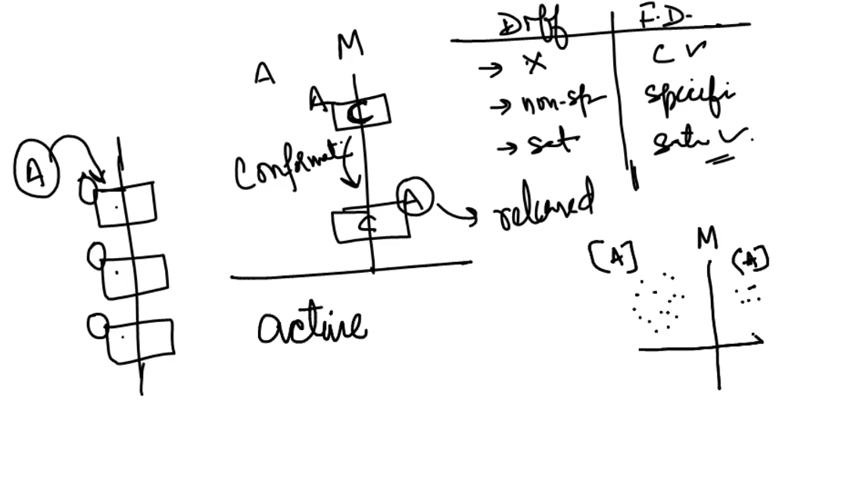 A
A
M
A
C
Conformati
C
A
released
active
Diff
F.D.
→ X
C ✓
→ non-sp
specifi
→ sat
satu ✓.
[A]
M
[A]